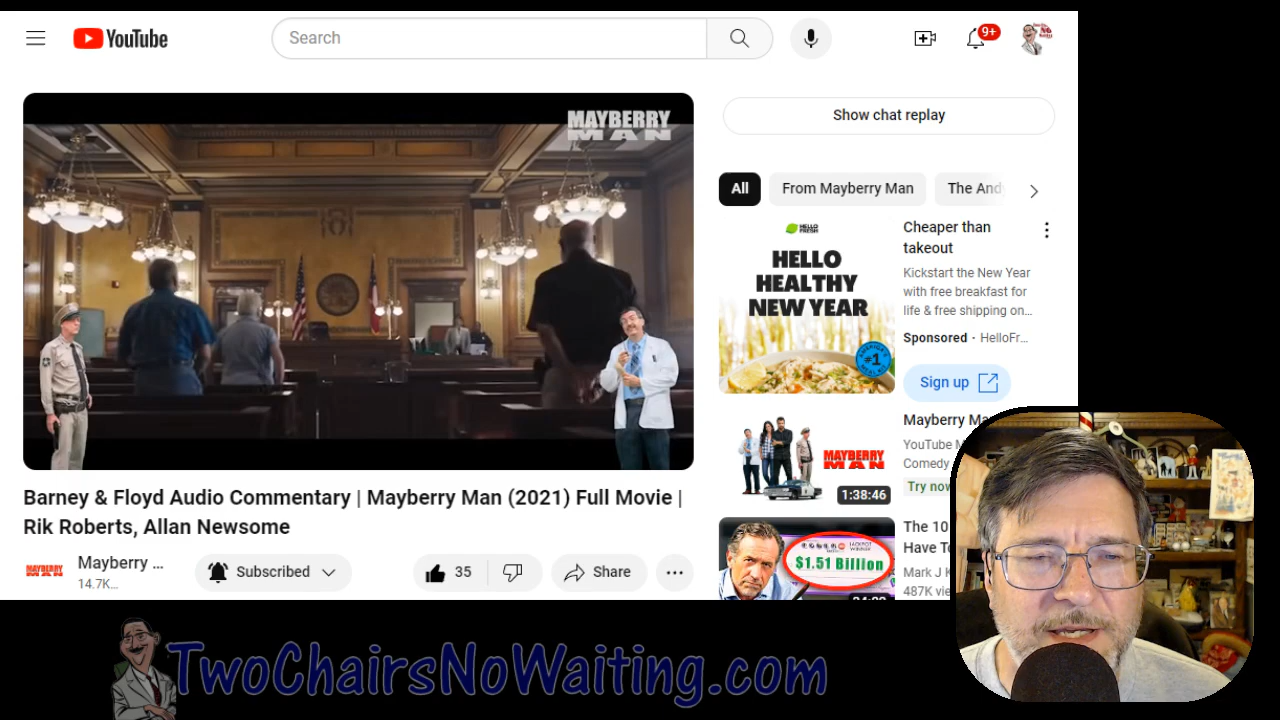 YouTube
Search
9+
MAYBERRY
MAN
Show chat replay
All
From Mayberry Man
The And
HELLO
FRESH
HELLO
HEALTHY
NEW YEAR
#1
Cheaper than
takeout
Kickstart the New Year
with free breakfast for
life & free shipping on...
Sponsored · HelloFr...
Sign up
MAYBERRY
MAN
1:38:46
Mayberry Ma
YouTube M
Comedy
Try now
$1.51 Billion
The 10
Have To
Mark J K
487K vie
Barney & Floyd Audio Commentary | Mayberry Man (2021) Full Movie |
Rik Roberts, Allan Newsome
MAYBERRY
MAN
Mayberry ...
14.7K...
Subscribed
35
Share
TwoChairsNoWaiting.com